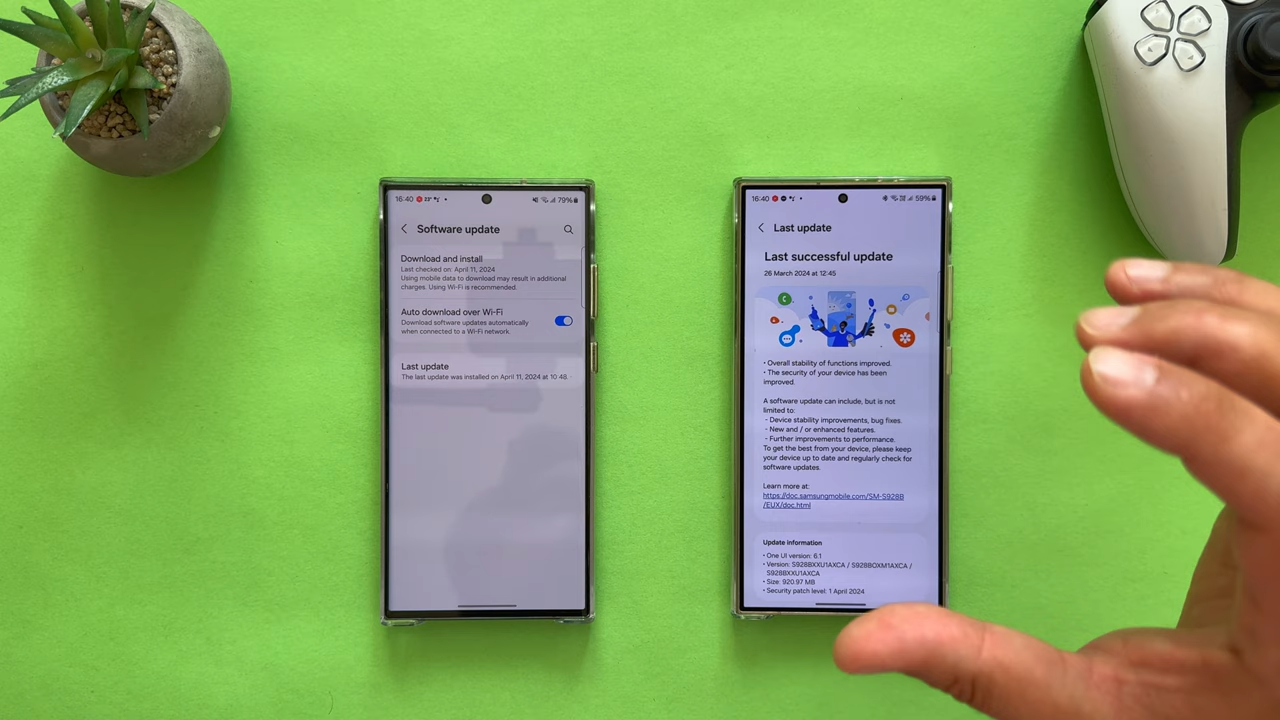 16:40
23°
79%
Software update
Download and install
Last checked on: April 11, 2024
Using mobile data to download may result in additional
charges. Using Wi-Fi is recommended.
Auto download over Wi-Fi
Download software updates automatically
when connected to a Wi-Fi network.
Last update
The last update was installed on April 11, 2024 at 10 48.
16:40
59%
Last update
Last successful update
26 March 2024 at 12:45
• Overall stability of functions improved.
• The security of your device has been
improved.
A software update can include, but is not
limited to:
- Device stability improvements, bug fixes.
- New and / or enhanced features.
- Further improvements to performance.
To get the best from your device, please keep
your device up to date and regularly check for
software updates.
Learn more at:
https://doc.samsungmobile.com/SM-S928B
/EUX/doc.html
Update information
• One UI version: 6.1
• Version: S928BXXU1AXCA / S928BOXM1AXCA /
S928BXXU1AXCA
• Size: 920.97 MB
• Security patch level: 1 April 2024